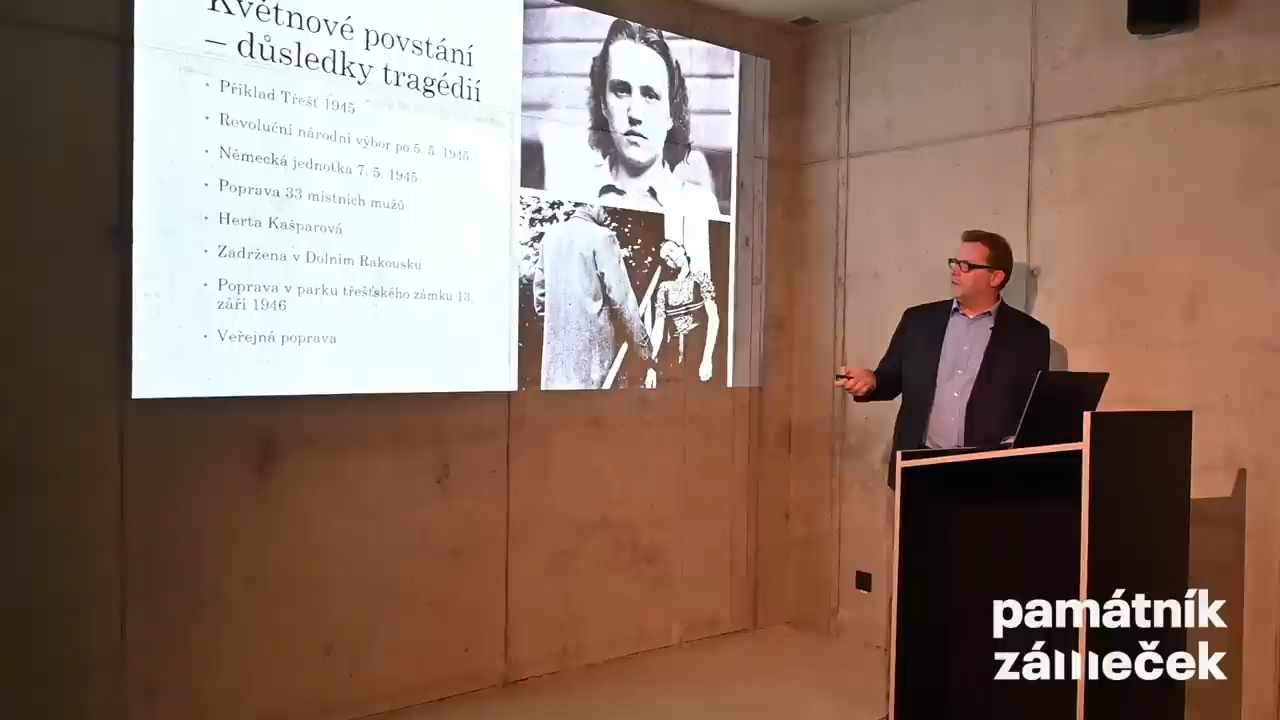 Květnové povstání
– důsledky tragédií
• Příklad Třešť 1945
• Revoluční národní výbor po 5. 5. 1945
• Německá jednotka 7. 5. 1945
• Poprava 33 místních mužů
• Herta Kašparová
• Zadržena v Dolním Rakousku
• Poprava v parku třešťského zámku 13.
září 1946
• Veřejná poprava
památník
zámeček